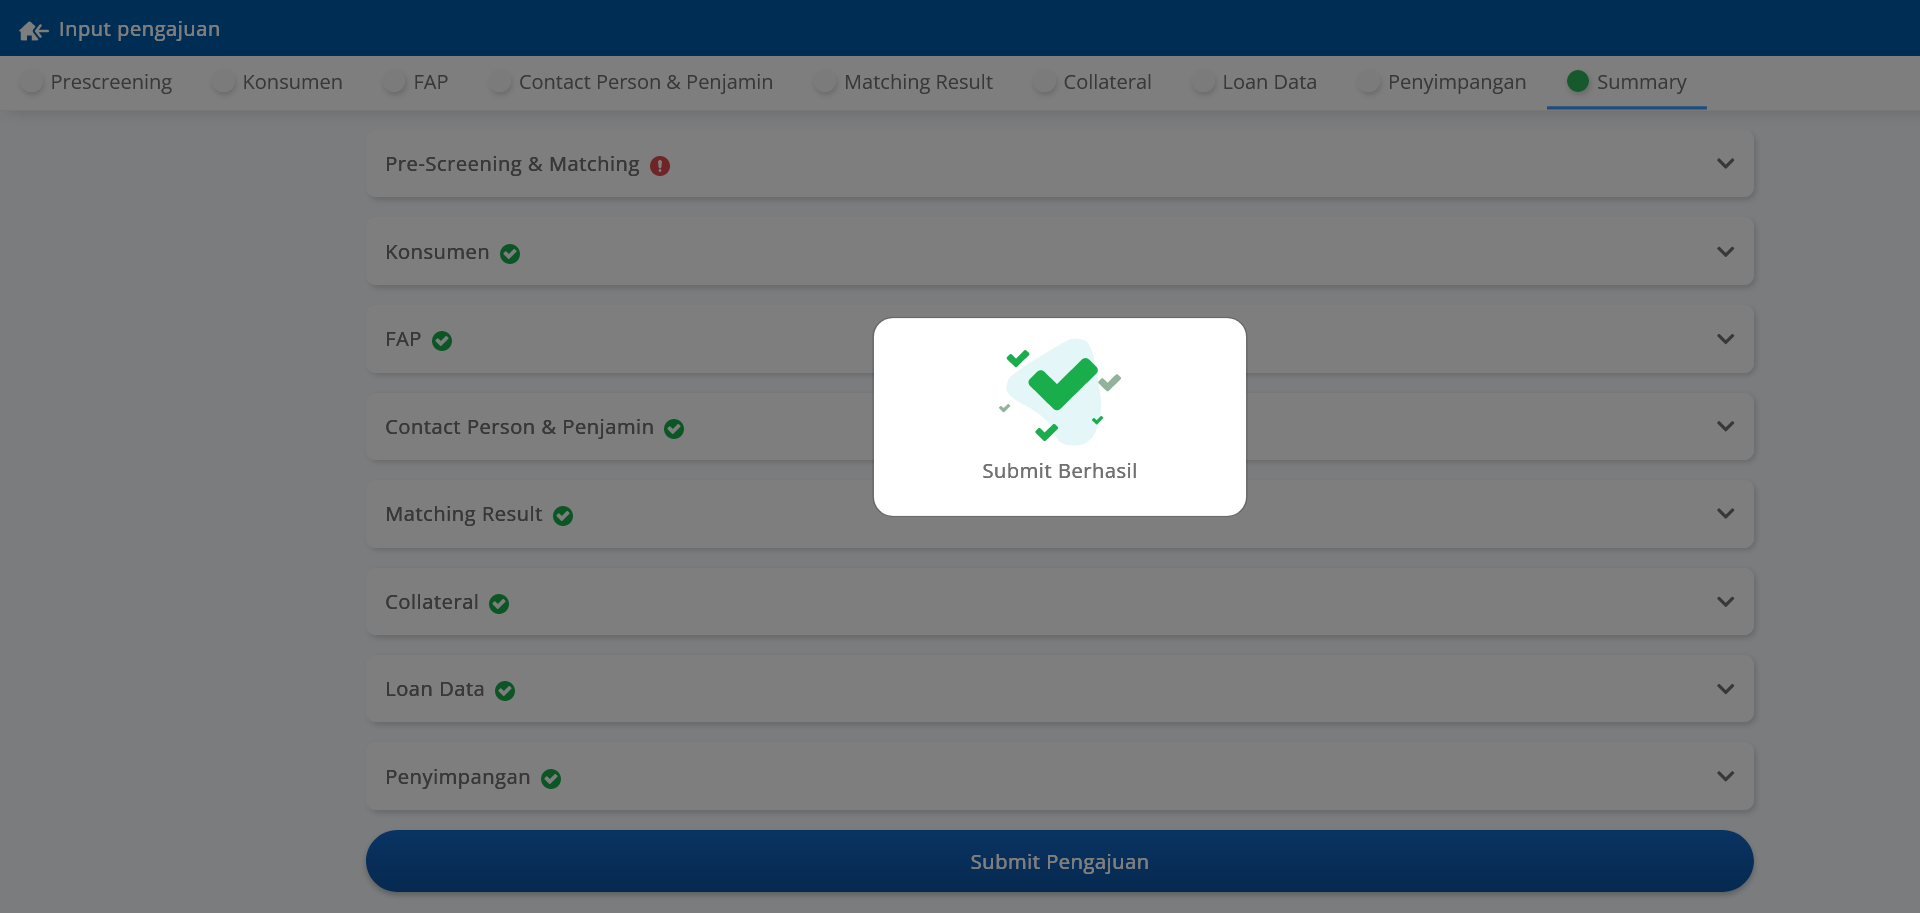 Input pengajuan
Prescreening
Konsumen
FAP
Contact Person & Penjamin
Matching Result
Collateral
Loan Data
Penyimpangan
Summary
Pre-Screening & Matching
Konsumen
FAP
Contact Person & Penjamin
Matching Result
Collateral
Loan Data
Penyimpangan
Submit Berhasil
Submit Pengajuan